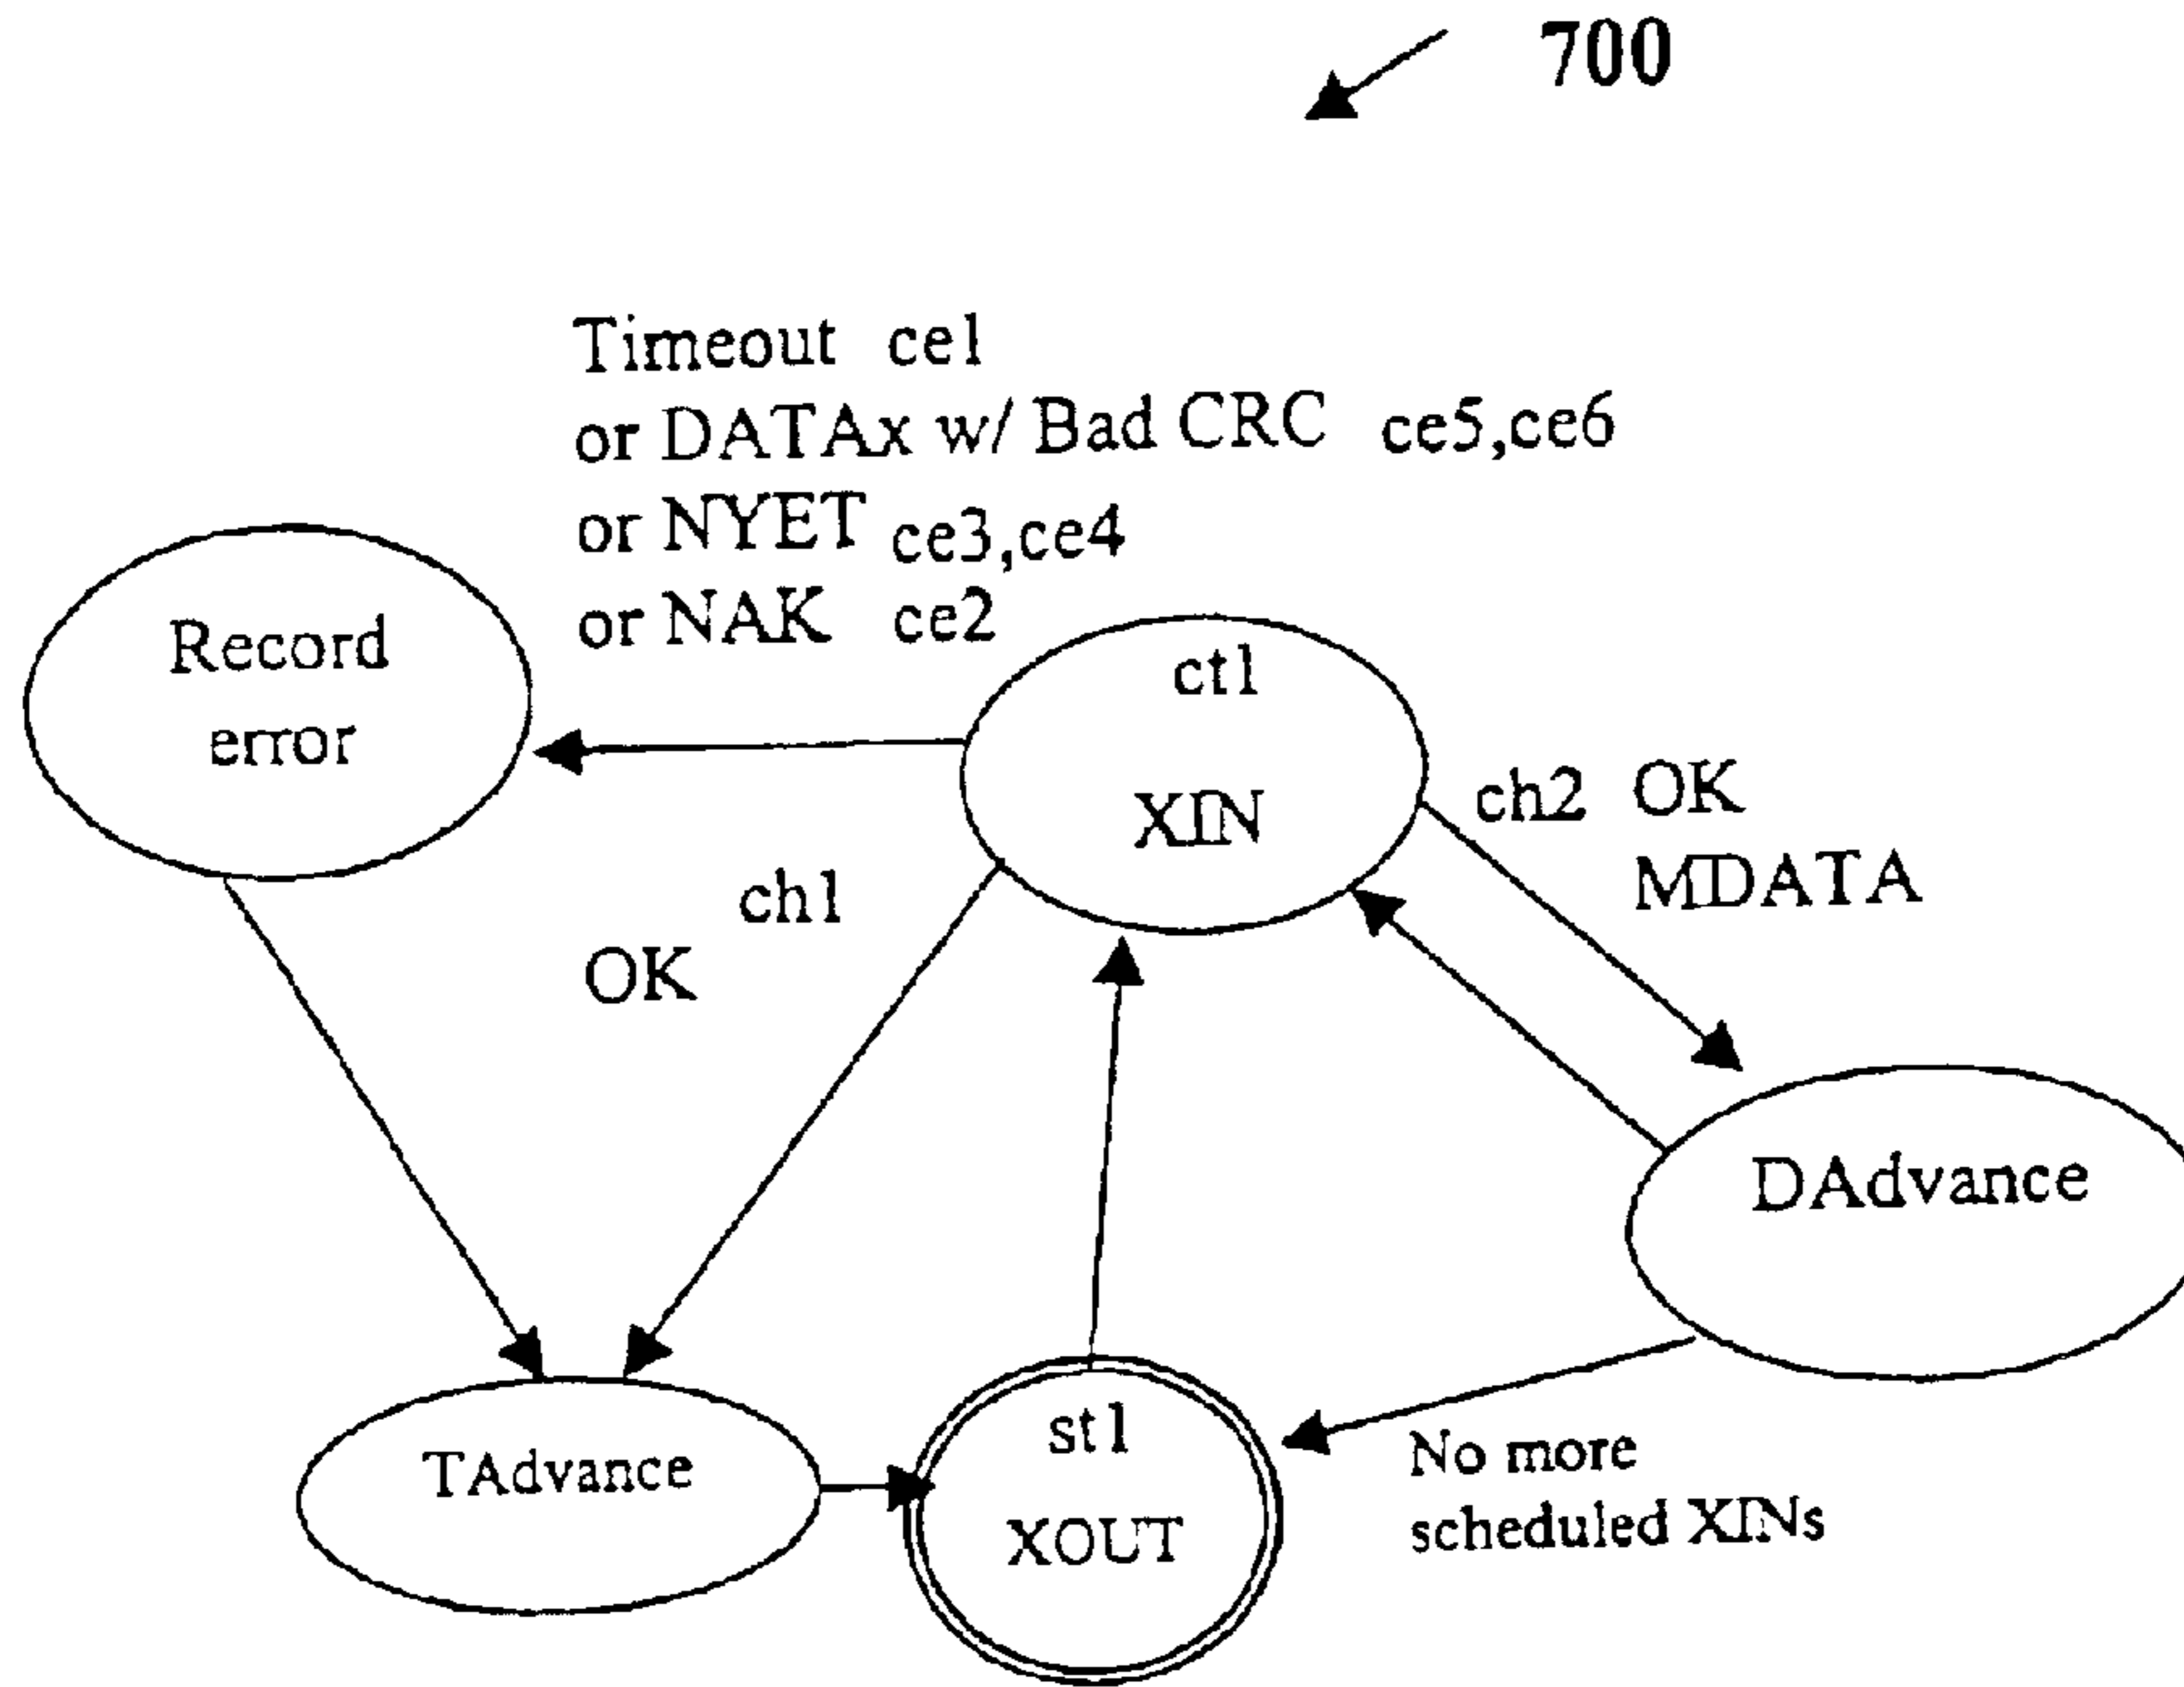 700
Timeout ce1
or DATAx w/ Bad CRC ce5,ce6
or NYET ce3,ce4
or NAK ce2
Record
error
ct1
XIN
ch2 OK
MDATA
ch1
OK
DAdvance
TAdvance
st1
XOUT
No more
scheduled XINs